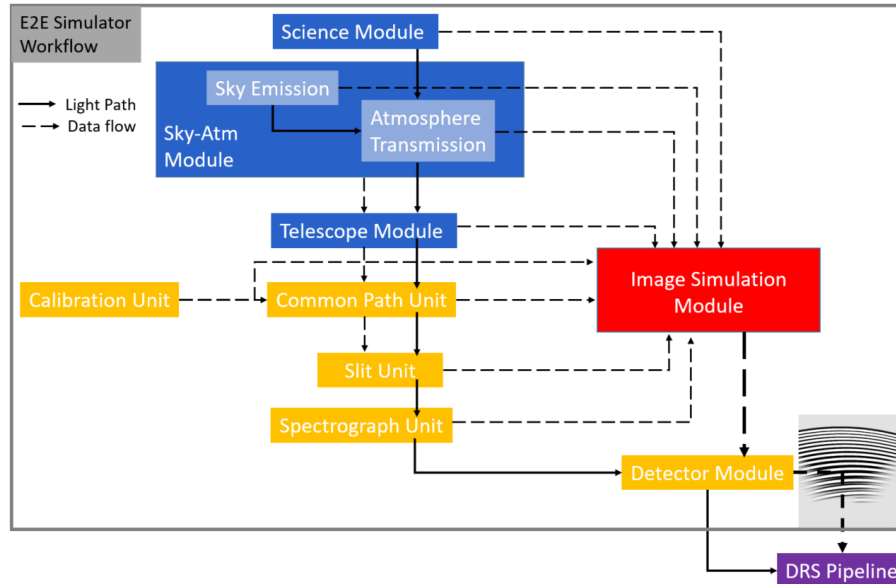 E2E Simulator
Workflow
Science Module
Sky Emission
Light Path
Data flow
Atmosphere
Transmission
Sky-Atm
Module
Telescope Module
Image Simulation
Module
Calibration Unit
Common Path Unit
Slit Unit
Spectrograph Unit
Detector Module
DRS Pipeline